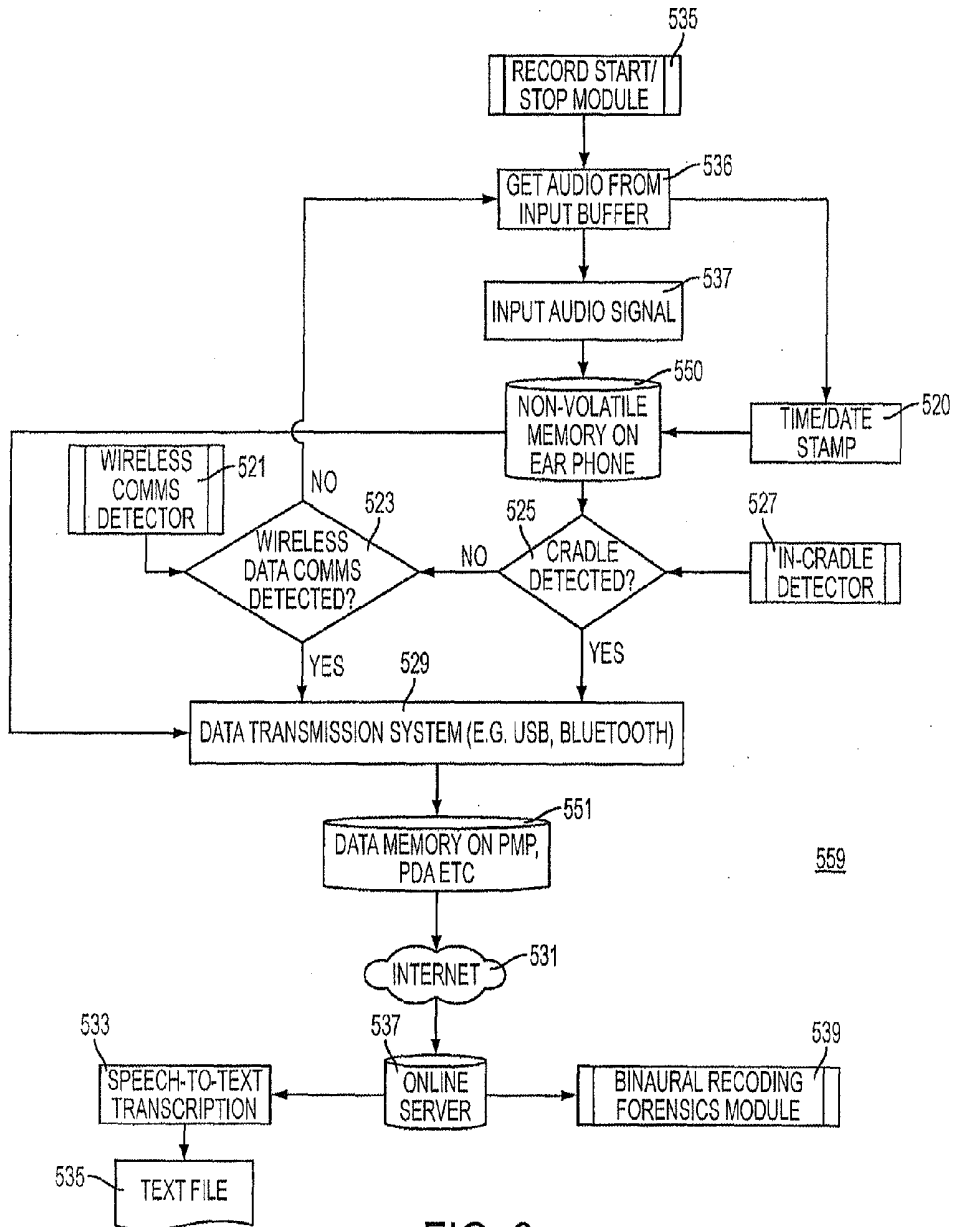 535
RECORD START/
STOP MODULE
536
GET AUDIO FROM
INPUT BUFFER
537
INPUT AUDIO SIGNAL
550
NON-VOLATILE
MEMORY ON
EAR PHONE
TIME/DATE
STAMP
520
WIRELESS
COMMS
DETECTOR
521
NO
523
WIRELESS
DATA COMMS
DETECTED?
NO
525
CRADLE
DETECTED?
527
IN-CRADLE
DETECTOR
YES
YES
529
DATA TRANSMISSION SYSTEM (E.G. USB, BLUETOOTH)
551
DATA MEMORY ON PMP,
PDA ETC
559
INTERNET
531
533
SPEECH-TO-TEXT
TRANSCRIPTION
537
ONLINE
SERVER
539
BINAURAL RECODING
FORENSICS MODULE
535
TEXT FILE